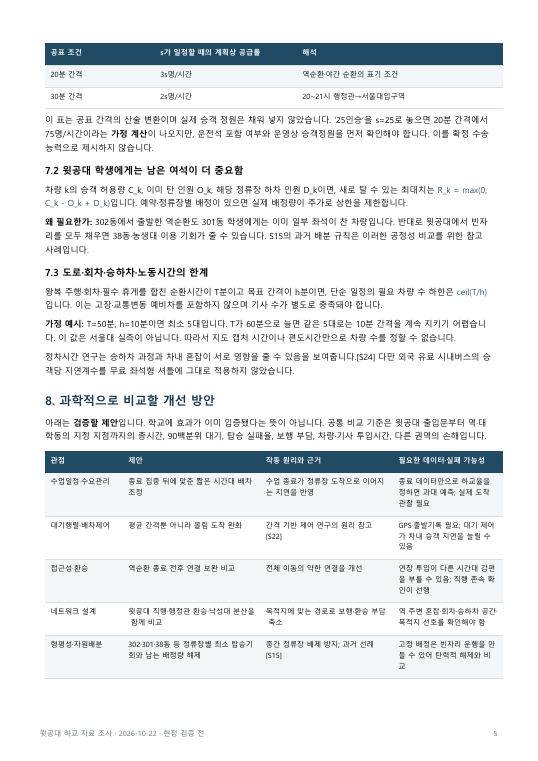 공표 조건 s가 일정할 때의 계획상 공급률 해석
20분 간격 3s명/시간 역순환·야간 순환의 표기 조건
30분 간격 2s명/시간 20~21시 행정관→서울대입구역
이 표는 공표 간격의 산술 변환이며 실제 승객 정원은 채워 넣지 않았습니다. ‘25인승’을 s=25로 놓으면 20분 간격에서
75명/시간이라는 가정 계산이 나오지만, 운전석 포함 여부와 운영상 승객정원을 먼저 확인해야 합니다. 이를 확정 수송
능력으로 제시하지 않습니다.
7.2 윗공대 학생에게는 남은 여석이 더 중요함
차량 k의 승객 허용량 C_k, 이미 탄 인원 O_k, 해당 정류장 하차 인원 D_k이면, 새로 탈 수 있는 최대치는 R_k = max(0,
C_k - O_k + D_k)입니다. 예약·정류장별 배정이 있으면 실제 배정량이 추가로 상한을 제한합니다.
왜 필요한가: 302동에서 출발한 역순환도 301동 학생에게는 이미 일부 좌석이 찬 차량입니다. 반대로 윗공대에서 빈자
리를 모두 채우면 38동·농생대 이용 기회가 줄 수 있습니다. S15의 과거 배분 규칙은 이러한 공정성 비교를 위한 참고
사례입니다.
7.3 도로·회차·승하차·노동시간의 한계
왕복 주행·회차·필수 휴게를 합친 순환시간이 T분이고 목표 간격이 h분이면, 단순 일정의 필요 차량 수 하한은 ceil(T/h)
입니다. 이는 고장·교통변동 예비차를 포함하지 않으며 기사 수가 별도로 충족돼야 합니다.
가정 예시: T=50분, h=10분이면 최소 5대입니다. T가 60분으로 늘면 같은 5대로는 10분 간격을 계속 지키기 어렵습니
다. 이 값은 서울대 실측이 아닙니다. 따라서 지도 캡처 시간이나 편도시간만으로 차량 수를 정할 수 없습니다.
정차시간 연구는 승하차 과정과 차내 혼잡이 서로 영향을 줄 수 있음을 보여줍니다.[S24] 다만 외국 유료 시내버스의 승
객당 지연계수를 무료 좌석형 셔틀에 그대로 적용하지 않았습니다.
8. 과학적으로 비교할 개선 방안
아래는 검증할 제안입니다. 학교에 효과가 이미 입증됐다는 뜻이 아닙니다. 공통 비교 기준은 윗공대 출입문부터 역·대
학동의 지정 지점까지의 총시간, 90백분위 대기, 탑승 실패율, 보행 부담, 차량·기사 투입시간, 다른 권역의 손해입니다.
관점 제안 작동 원리와 근거 필요한 데이터·실패 가능성
수업일정·수요관리 종료 집중 뒤에 맞춘 짧은 시간대 배차 수업 종료가 정류장 도착으로 이어지 종료 데이터만으로 하교율을
조정 는 지연을 반영 정하면 과대 예측; 실제 도착
관찰 필요
대기행렬·배차제어 평균 간격뿐 아니라 몰림 도착 완화 간격 기반 제어 연구의 원리 참고 GPS·출발기록 필요; 대기 제어
[S22] 가 차내 승객 지연을 늘릴 수
있음
접근성·환승 역순환 종료 전후 연결 보완 비교 전체 이동의 약한 연결을 개선 연장 투입이 다른 시간대 감편
을 부를 수 있음; 직행 존속 확
인이 선행
네트워크 설계 윗공대 직행·행정관 환승·낙성대 분산을 목적지에 맞는 경로로 보행·환승 부담 역 주변 혼잡·회차·승하차 공간·
함께 비교 축소 목적지 선호를 확인해야 함
형평성·자원배분 302·301·38동 등 정류장별 최소 탑승기 중간 정류장 배제 방지; 과거 선례 고정 배정은 빈자리 운행을 만
회와 남는 배정량 해제 [S15] 들 수 있어 탄력적 해제와 비
교
윗공대 하교 자료 조사 · 2026-10-22 · 현장 검증 전 5